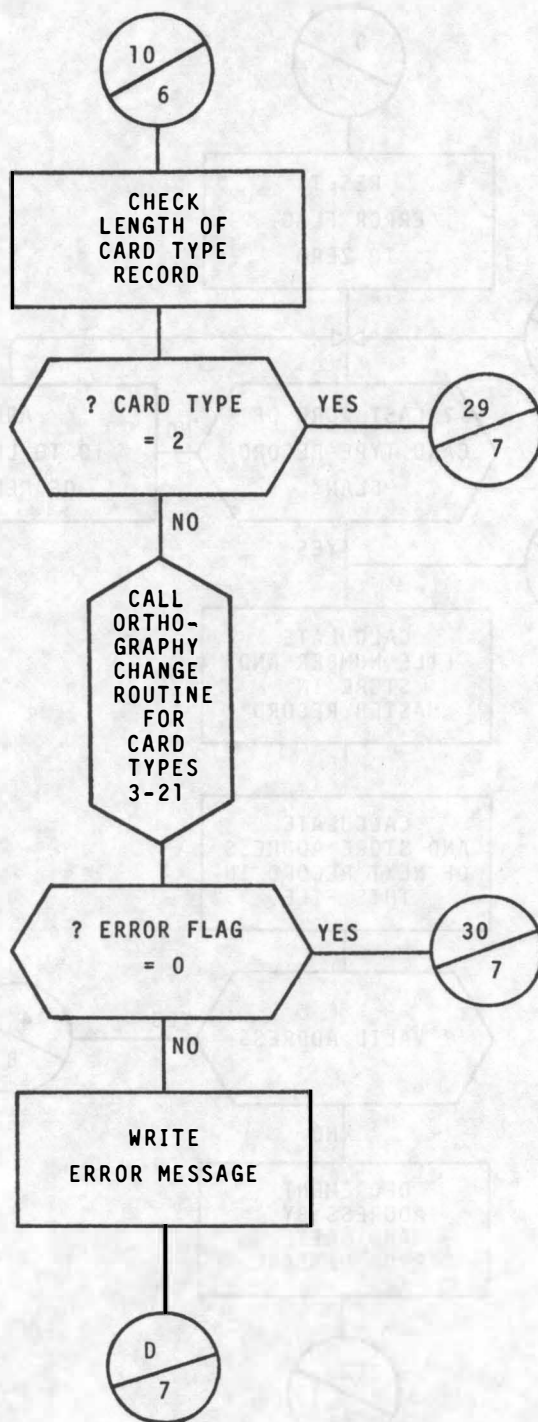 10
6
CHECK
LENGTH OF
CARD TYPE
RECORD
? CARD TYPE
= 2
YES
29
7
NO
CALL
ORTHO-
GRAPHY
CHANGE
ROUTINE
FOR
CARD
TYPES
3-21
? ERROR FLAG
= 0
YES
30
7
NO
WRITE
ERROR MESSAGE
D
7